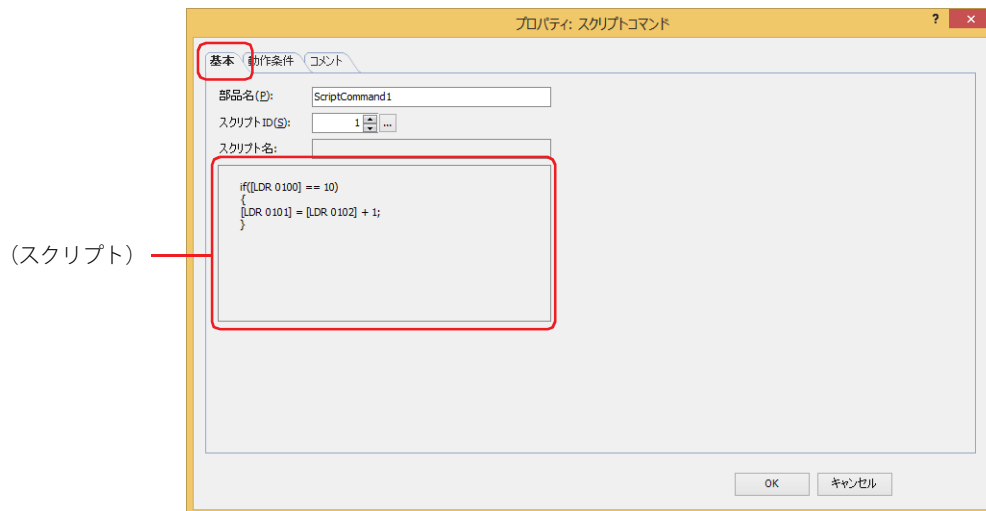 プロパティ: スクリプトコマンド
? ×
基本 動作条件 コメント
部品名(P): ScriptCommand1
スクリプトID(S): 1 ...
スクリプト名:
if([LDR 0100] == 10)
{
[LDR 0101] = [LDR 0102] + 1;
}
(スクリプト)
OK キャンセル